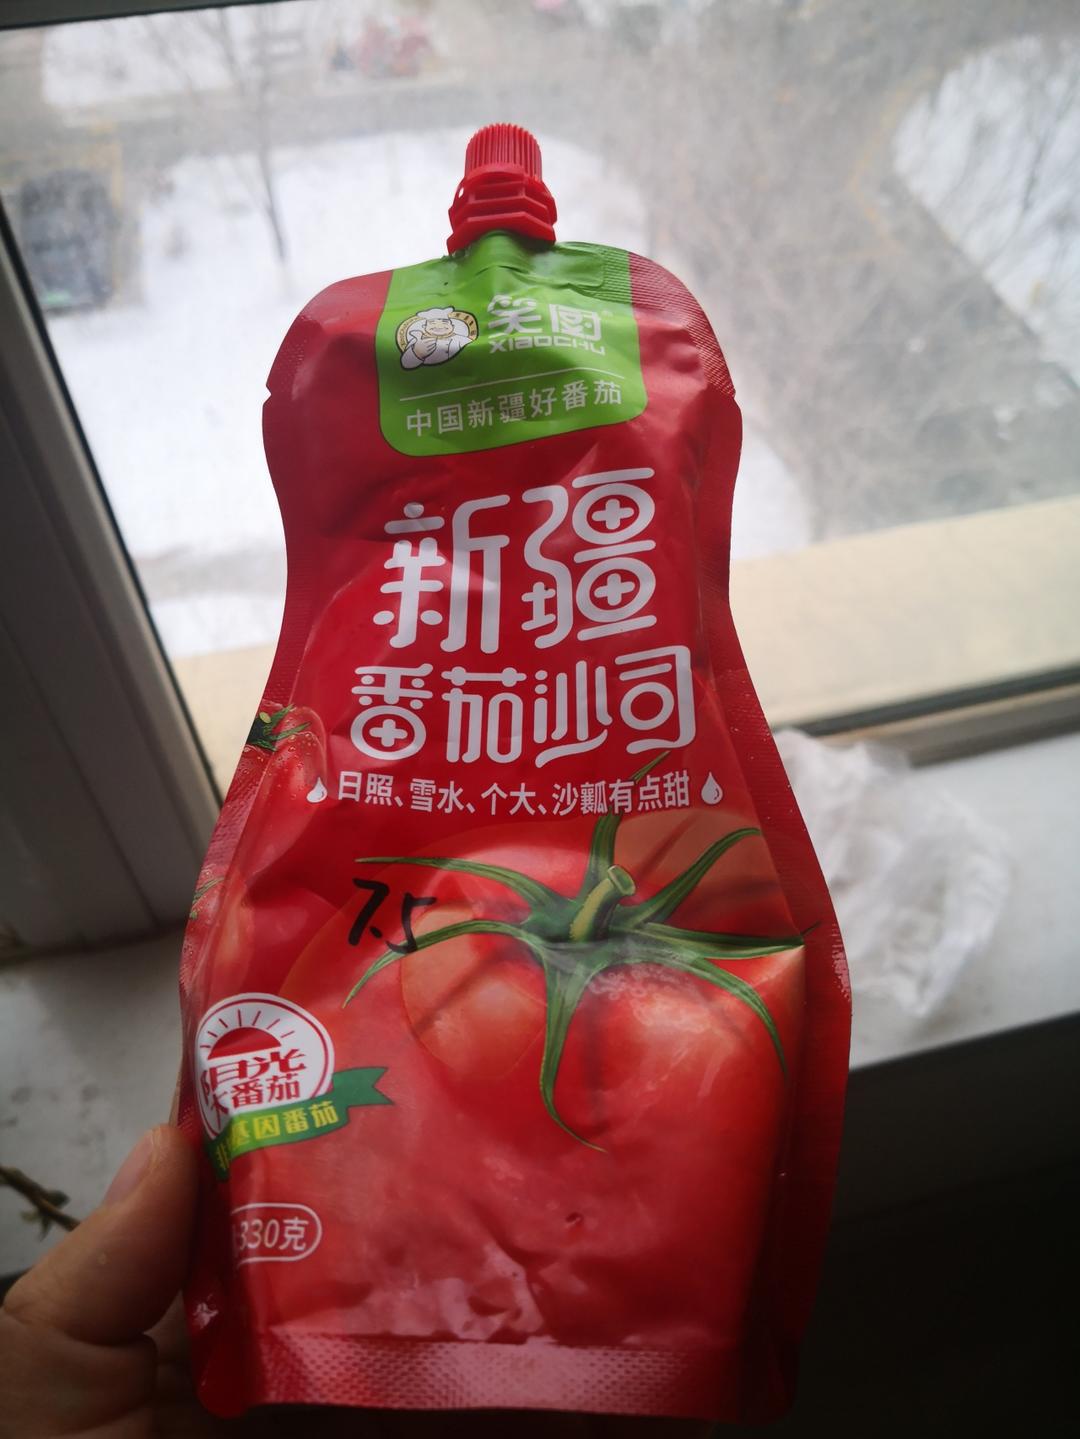 笑厨®
XIAOCHU
中国新疆好番茄
新疆
番茄沙司
日照、雪水、个大、沙瓤有点甜
7.5
阳光
番茄
基因番茄
330克